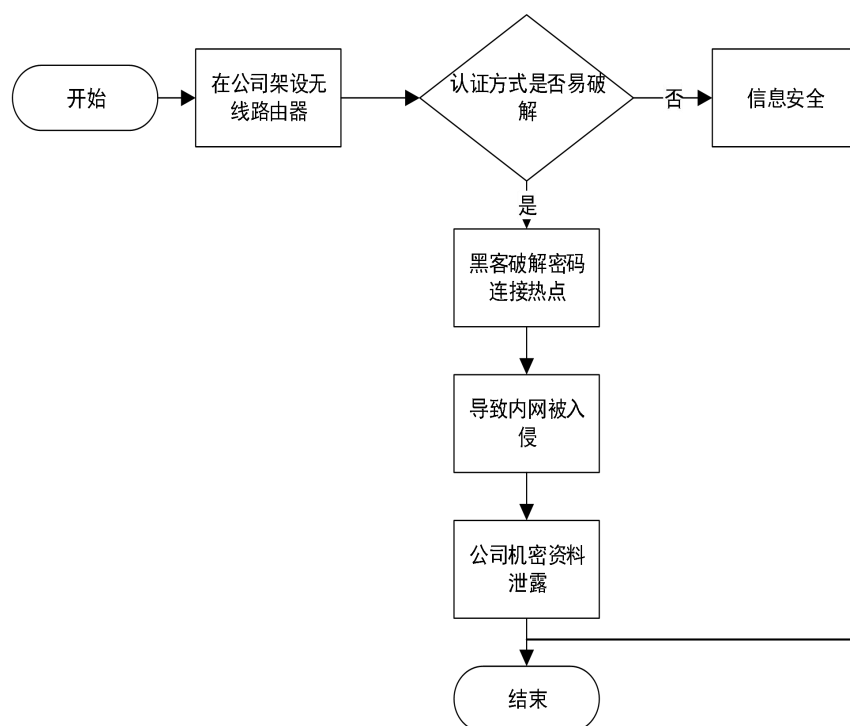 开始
在公司架设无
线路由器
认证方式是否易破
解
否
信息安全
是
黑客破解密码
连接热点
导致内网被入
侵
公司机密资料
泄露
结束